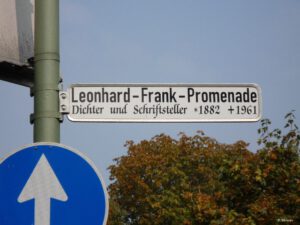 Leonhard-Frank-Promenade
Dichter und Schriftsteller *1882 +1961